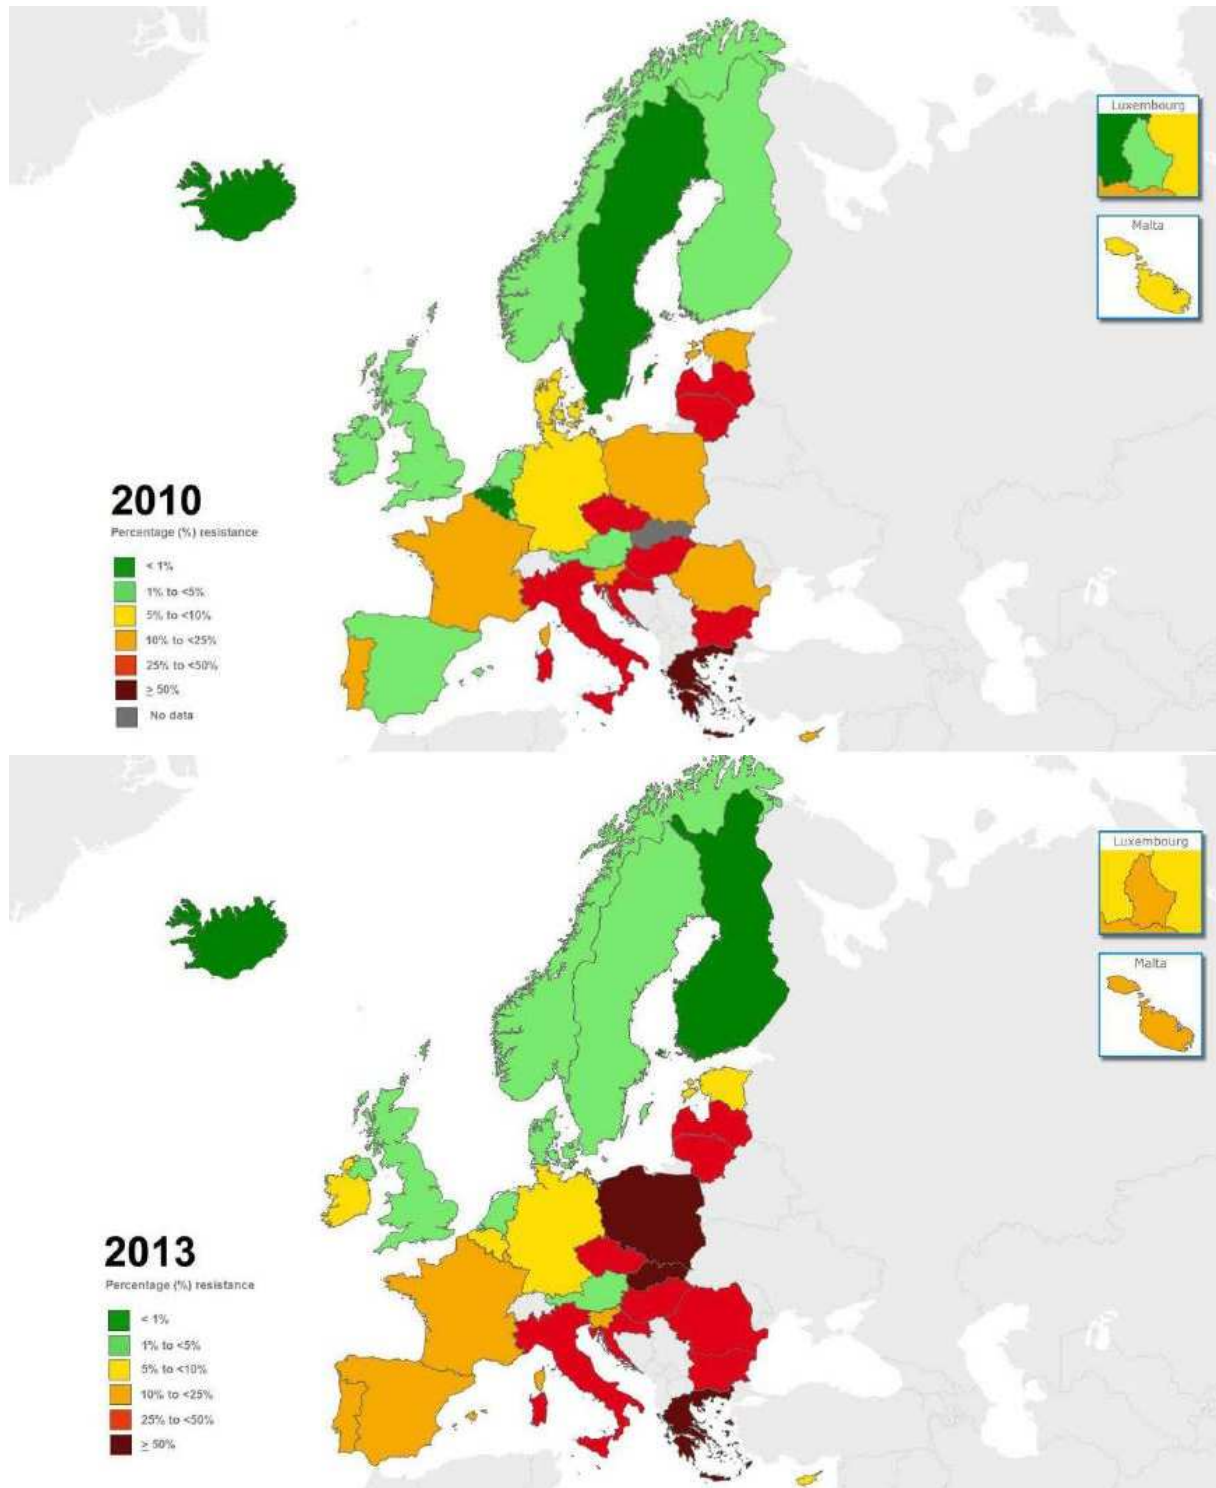 Luxembourg
Malta
2010
Percentage (%) resistance
< 1%
1% to <5%
5% to <10%
10% to <25%
25% to <50%
≥ 50%
No data
Luxembourg
Malta
2013
Percentage (%) resistance
< 1%
1% to <5%
5% to <10%
10% to <25%
25% to <50%
≥ 50%